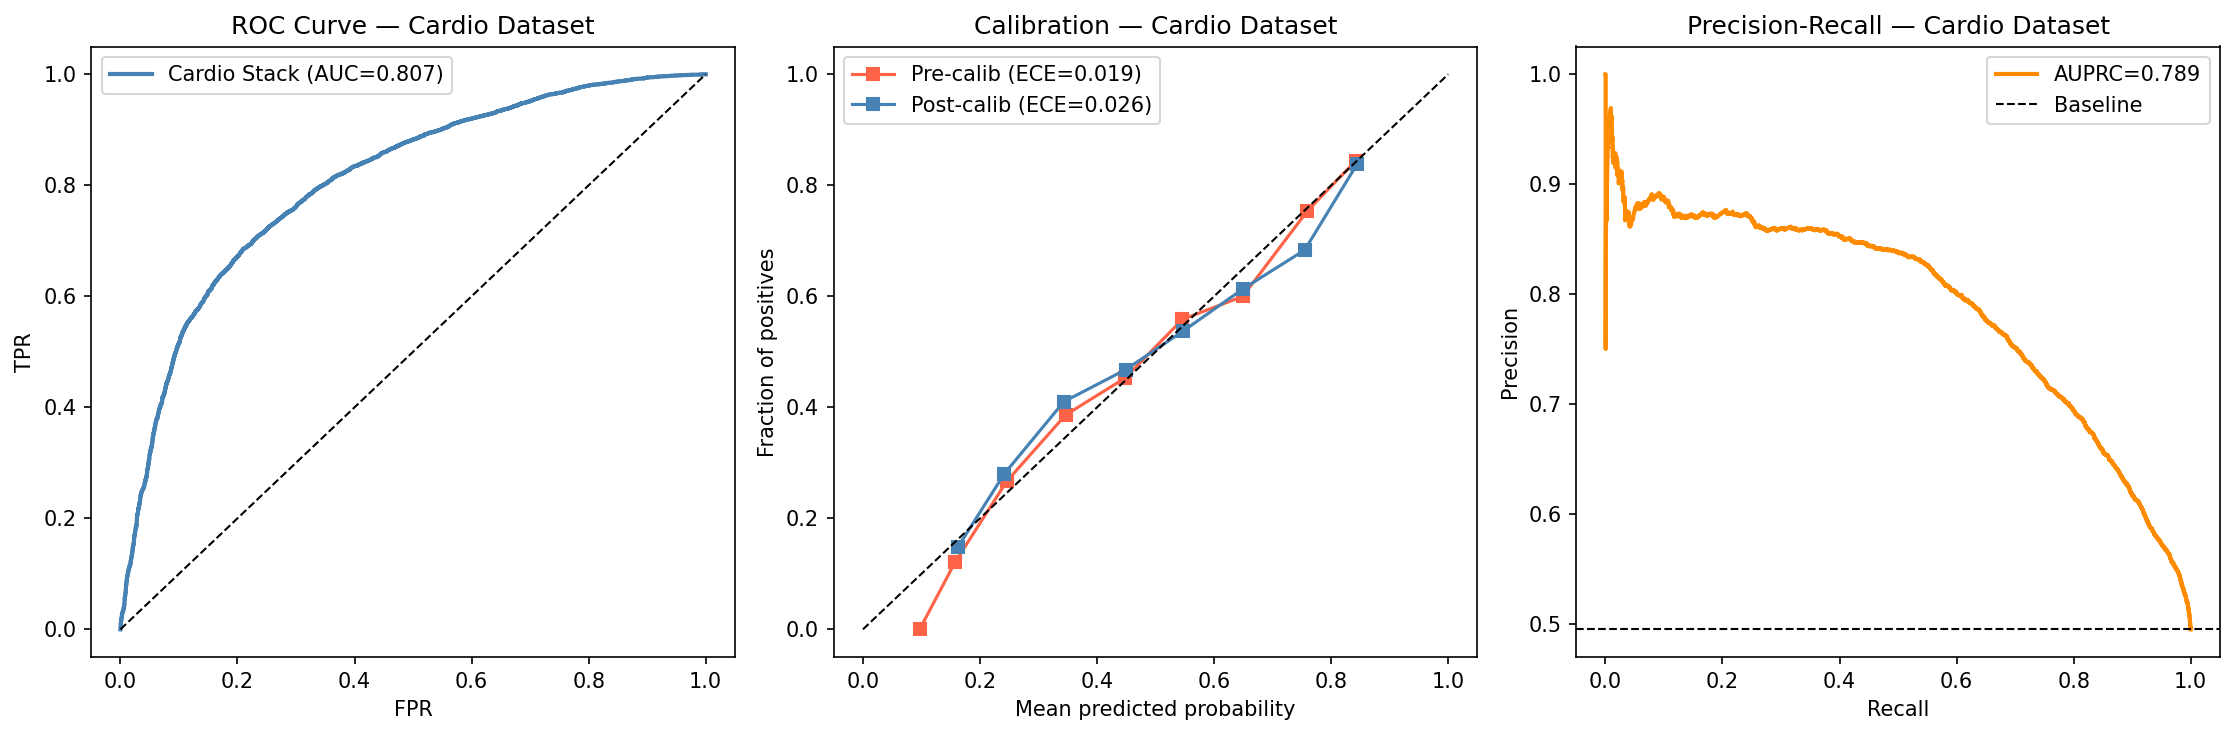 ROC Curve — Cardio Dataset
Cardio Stack (AUC=0.807)
1.0
0.8
0.6
0.4
0.2
0.0
TPR
0.0 0.2 0.4 0.6 0.8 1.0
FPR
Calibration — Cardio Dataset
Pre-calib (ECE=0.019)
Post-calib (ECE=0.026)
1.0
0.8
0.6
0.4
0.2
0.0
Fraction of positives
0.0 0.2 0.4 0.6 0.8 1.0
Mean predicted probability
Precision-Recall — Cardio Dataset
AUPRC=0.789
Baseline
1.0
0.9
0.8
0.7
0.6
0.5
Precision
0.0 0.2 0.4 0.6 0.8 1.0
Recall